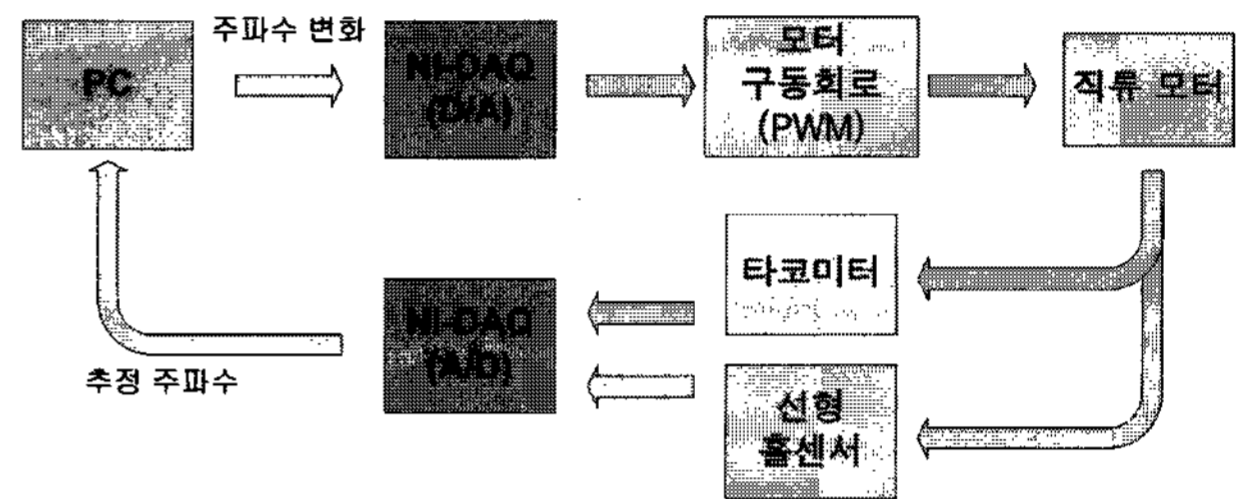 주파수 변화
PC
NI-DAQ
(D/A)
모터
구동회로
(PWM)
직류 모터
타코미터
NI-DAQ
(A/D)
추정 주파수
선형
홀센서